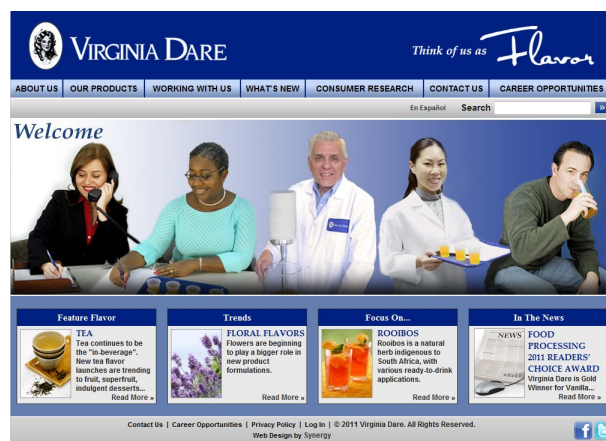 VIRGINIA DARE
Think of us as Flavor
ABOUT US OUR PRODUCTS WORKING WITH US WHAT'S NEW CONSUMER RESEARCH CONTACT US CAREER OPPORTUNITIES
En Español Search »
Welcome
Feature Flavor
TEA
Tea continues to be
the "in-beverage".
New tea flavor
launches are trending
to fruit, superfruit,
indulgent desserts...
Read More »
Trends
FLORAL FLAVORS
Flowers are beginning
to play a bigger role in
new product
formulations.
Read More »
Focus On...
ROOIBOS
Rooibos is a natural
herb indigenous to
South Africa, with
various ready-to-drink
applications.
Read More »
In The News
NEWS
FOOD
PROCESSING
2011 READERS'
CHOICE AWARD
Virginia Dare is Gold
Winner for Vanilla...
Read More »
Contact Us | Career Opportunities | Privacy Policy | Log In | © 2011 Virginia Dare. All Rights Reserved.
Web Design by Synergy